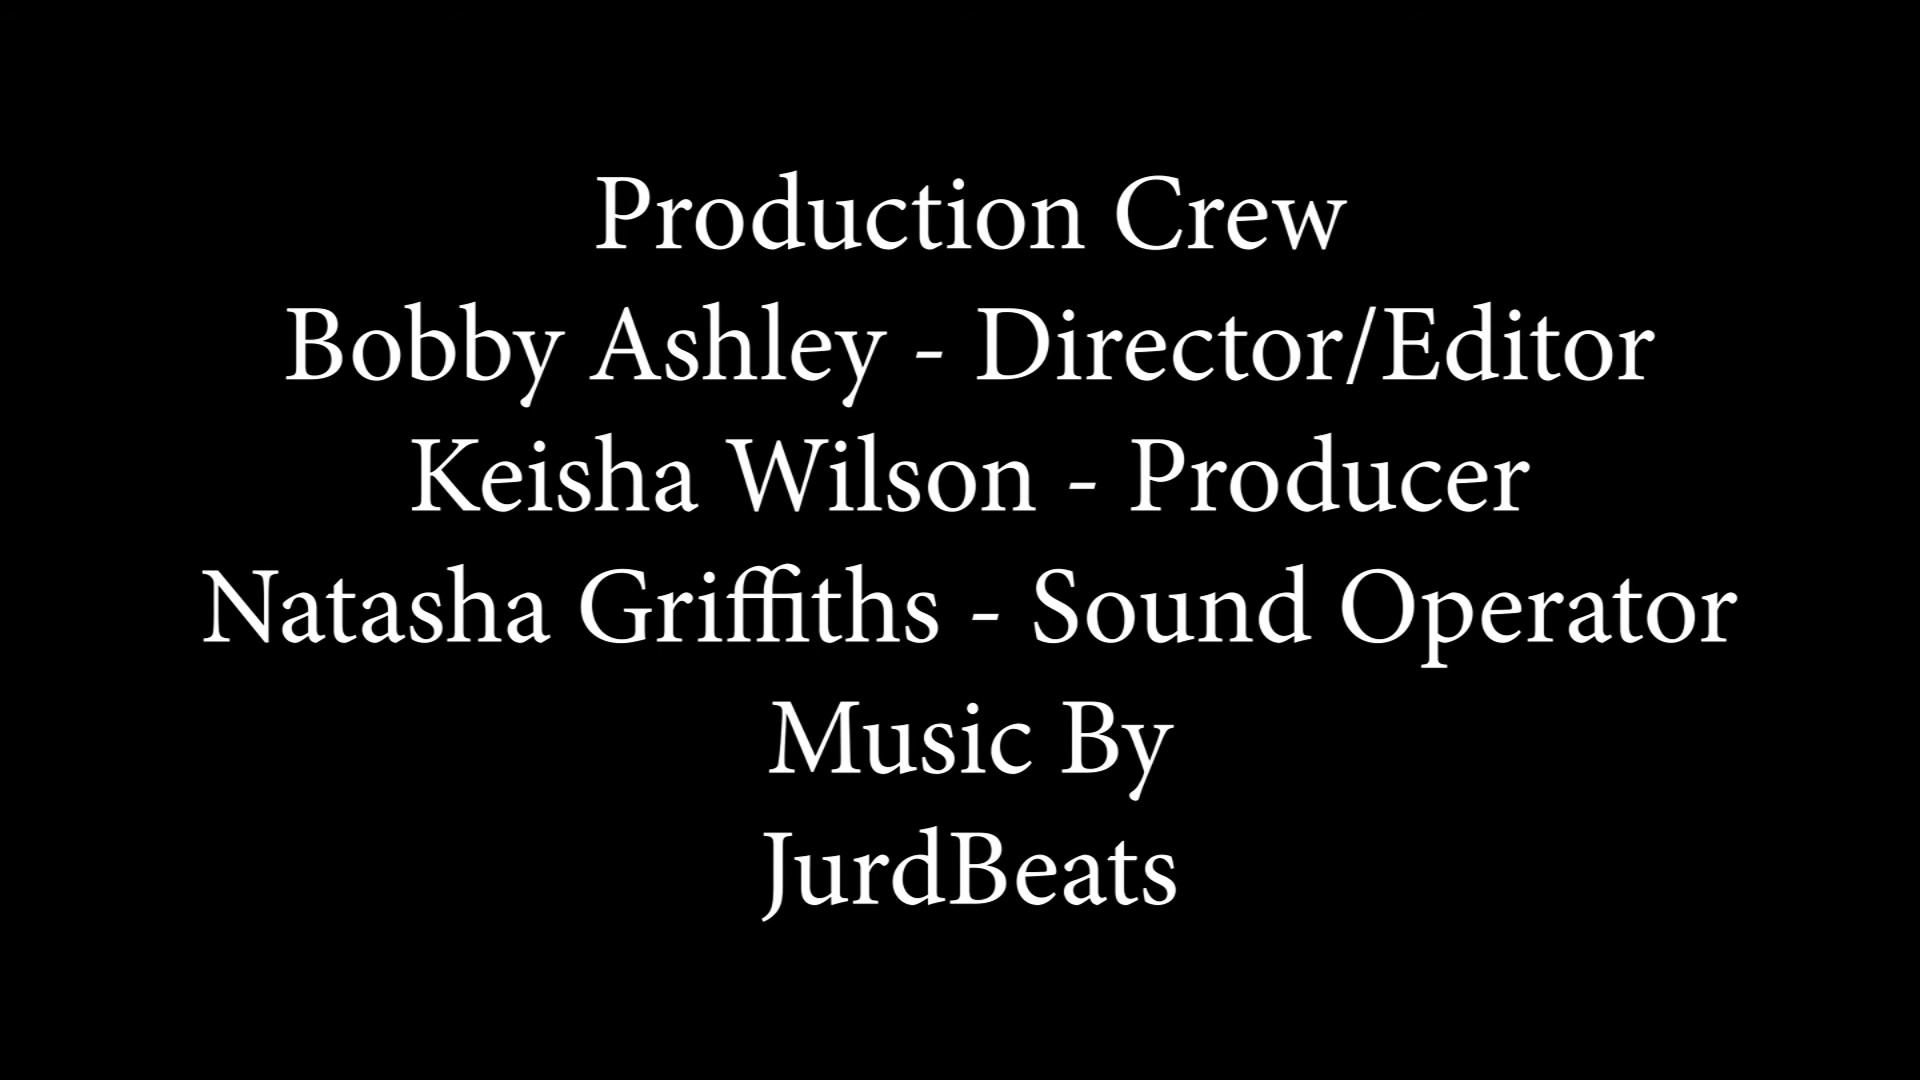 Production Crew
Bobby Ashley - Director/Editor
Keisha Wilson - Producer
Natasha Griffiths - Sound Operator
Music By
JurdBeats